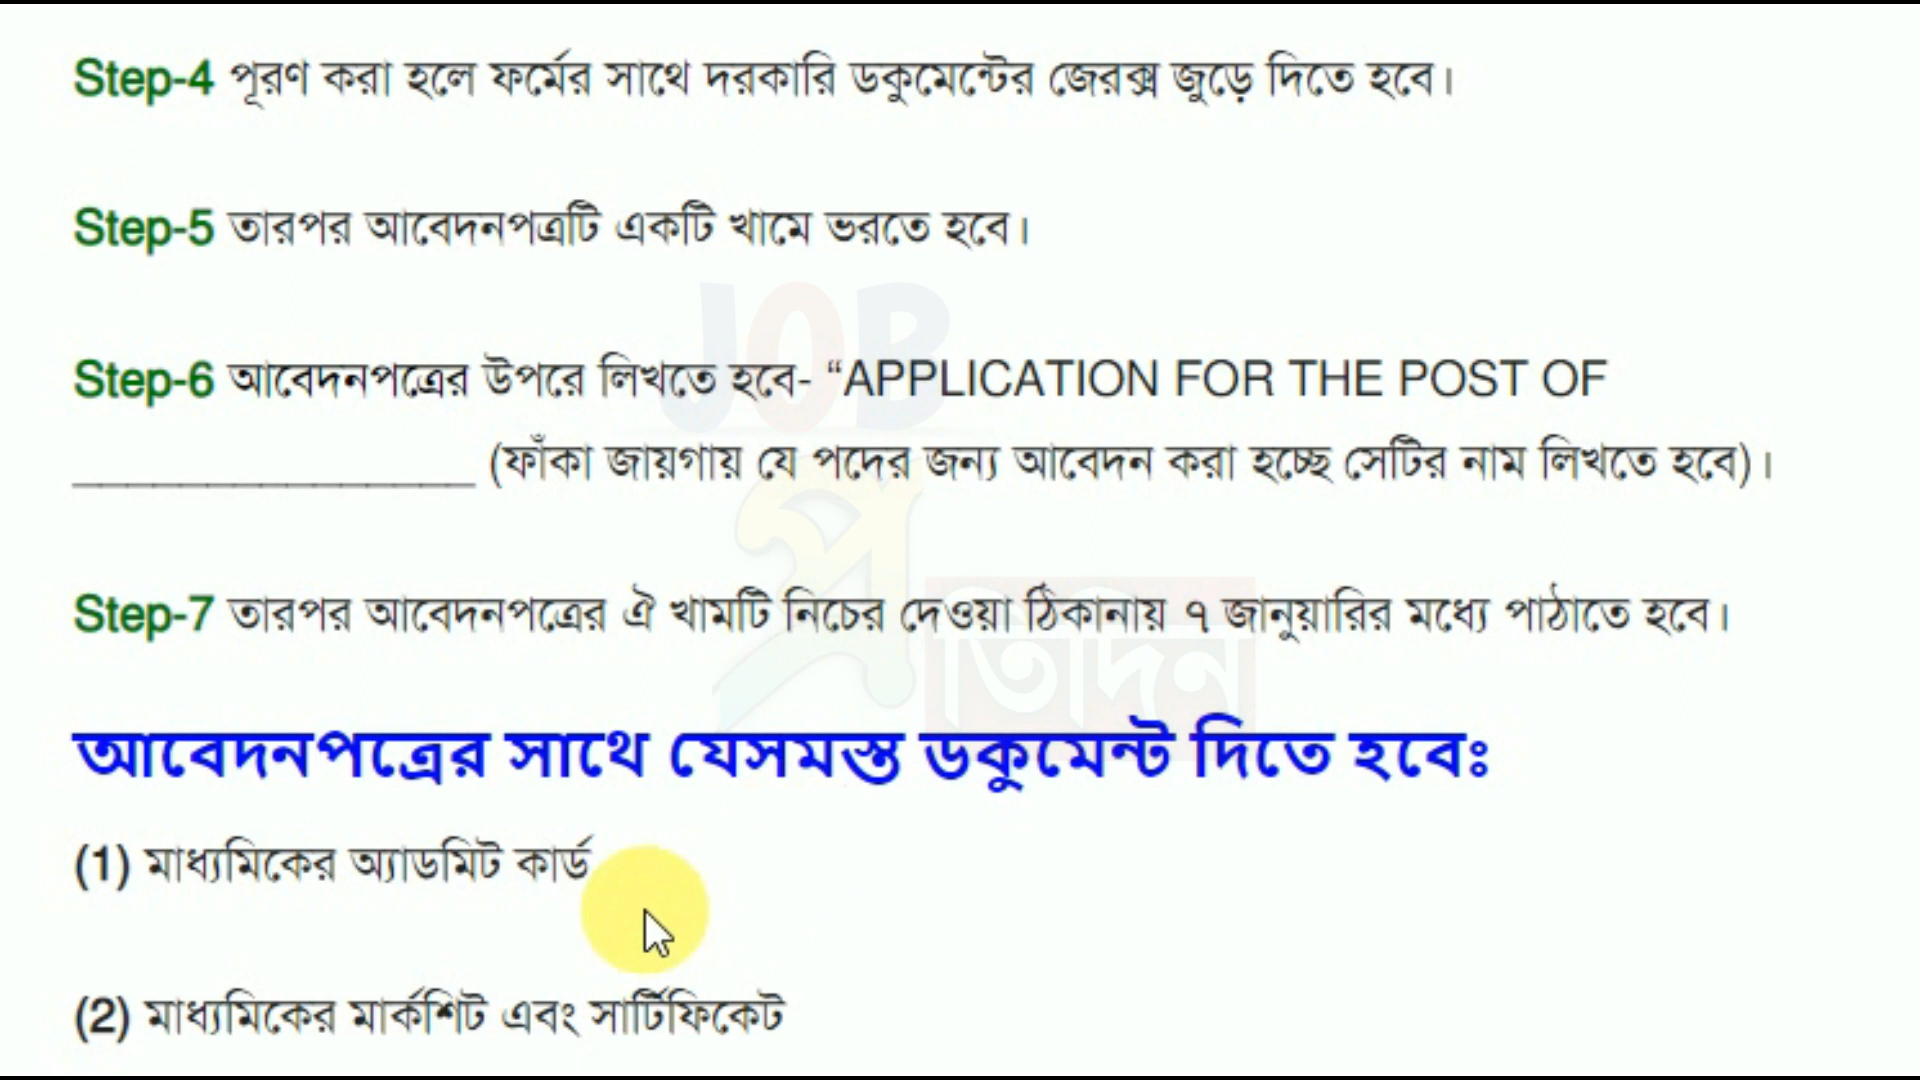 Step-4 পূরণ করা হলে ফর্মের সাথে দরকারি ডকুমেন্টের জেরক্স জুড়ে দিতে হবে।
Step-5 তারপর আবেদনপত্রটি একটি খামে ভরতে হবে।
Step-6 আবেদনপত্রের উপরে লিখতে হবে- “APPLICATION FOR THE POST OF
________________ (ফাঁকা জায়গায় যে পদের জন্য আবেদন করা হচ্ছে সেটির নাম লিখতে হবে)।
Step-7 তারপর আবেদনপত্রের ঐ খামটি নিচের দেওয়া ঠিকানায় ৭ জানুয়ারির মধ্যে পাঠাতে হবে।
আবেদনপত্রের সাথে যেসমস্ত ডকুমেন্ট দিতে হবেঃ
(1) মাধ্যমিকের অ্যাডমিট কার্ড
(2) মাধ্যমিকের মার্কশিট এবং সার্টিফিকেট
JOB
প্রতিদিন